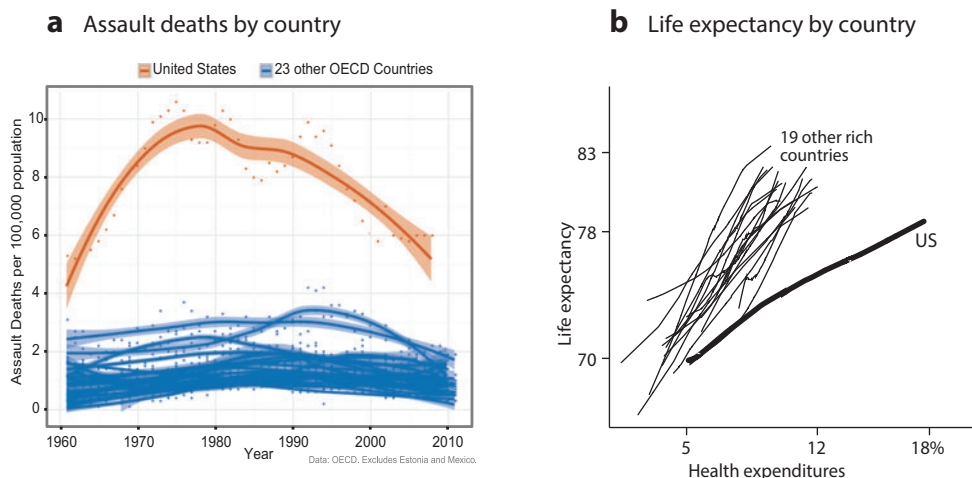 a Assault deaths by country
United States
23 other OECD Countries
Assault Deaths per 100,000 population
10
8
6
4
2
0
1960
1970
1980
1990
2000
2010
Year
Data: OECD. Excludes Estonia and Mexico.
b Life expectancy by country
19 other rich
countries
US
Life expectancy
83
78
70
5
12
18%
Health expenditures